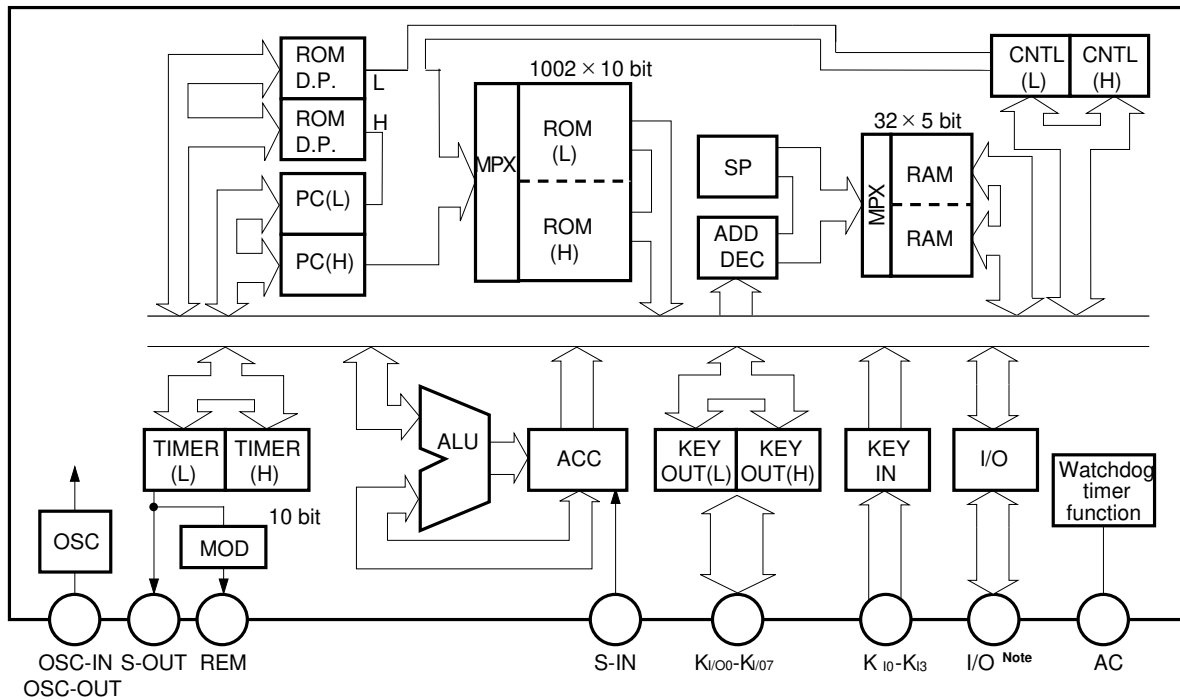 ROM
D.P.
L
ROM
D.P.
H
PC(L)
PC(H)
1002 × 10 bit
MPX
ROM
(L)
ROM
(H)
SP
ADD
DEC
32 × 5 bit
MPX
RAM
RAM
CNTL
(L)
CNTL
(H)
TIMER
(L)
TIMER
(H)
10 bit
OSC
MOD
ALU
ACC
KEY
OUT(L)
KEY
OUT(H)
KEY
IN
I/O
Watchdog
timer
function
OSC-IN
OSC-OUT
S-OUT
REM
S-IN
KI/O0-KI/07
K I0-KI3
I/O Note
AC